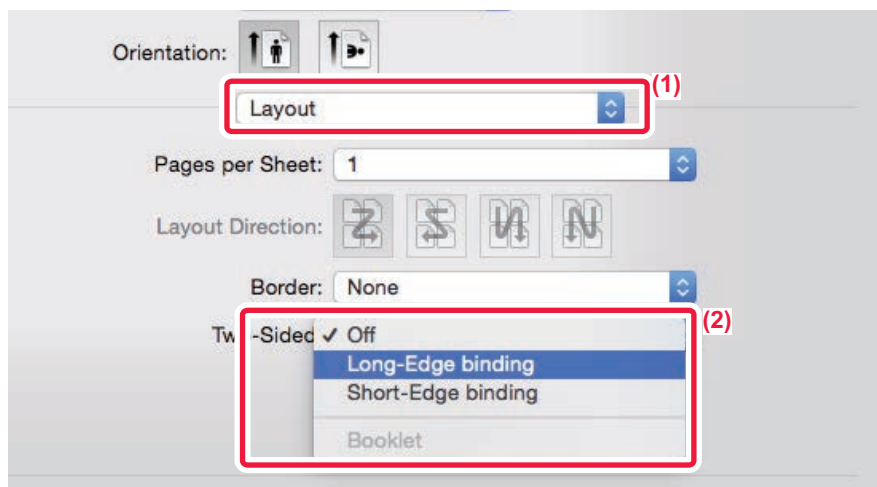 Orientation:
(1)
Layout
Pages per Sheet: 1
Layout Direction:
Border: None
(2)
Tw -Sided ✓ Off
Long-Edge binding
Short-Edge binding
Booklet